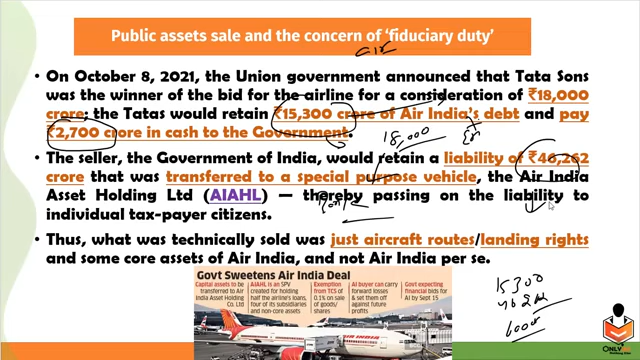 Public assets sale and the concern of 'fiduciary duty'
air
• On October 8, 2021, the Union government announced that Tata Sons
was the winner of the bid for the airline for a consideration of ₹18,000
crore; the Tatas would retain ₹15,300 crore of Air India's debt and pay
₹2,700 crore in cash to the Government.
18,000
• The seller, the Government of India, would retain a liability of ₹46,262
crore that was transferred to a special purpose vehicle, the Air India
Asset Holding Ltd (AIAHL) — thereby passing on the liability to
individual tax-payer citizens.
• Thus, what was technically sold was just aircraft routes/landing rights
and some core assets of Air India, and not Air India per se.
Govt Sweetens Air India Deal
Capital assets to be
transferred to Air
India Asset Holding
Co. Ltd
AIAHL is an SPV
created for holding
half the airline's loans,
four of its subsidiaries
and non-core assets
Exemption
from TCS of
0.1% on sale
of goods/
shares
AI buyer can carry
forward losses and
& set them off
against future
profits
Govt expecting
financial bids for
AI by Sept 15
AIR INDIA
15300
ONLY